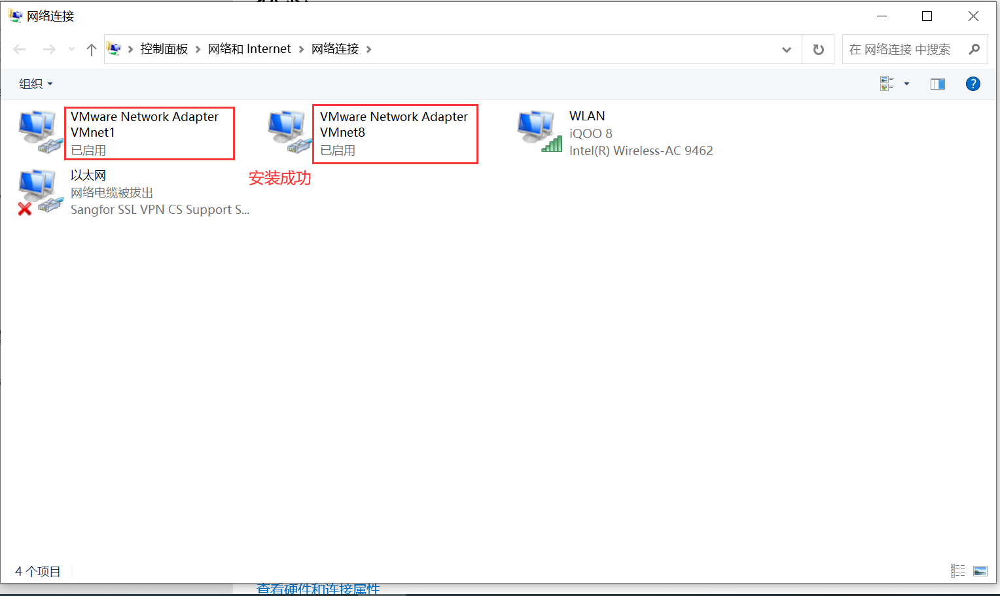 网络连接
控制面板 网络和 Internet 网络连接
在 网络连接 中搜索
组织
VMware Network Adapter
VMnet1
已启用
VMware Network Adapter
VMnet8
已启用
WLAN
iQOO 8
Intel(R) Wireless-AC 9462
以太网
网络电缆被拔出
Sangfor SSL VPN CS Support S...
安装成功
4 个项目
查看硬件和连接属性